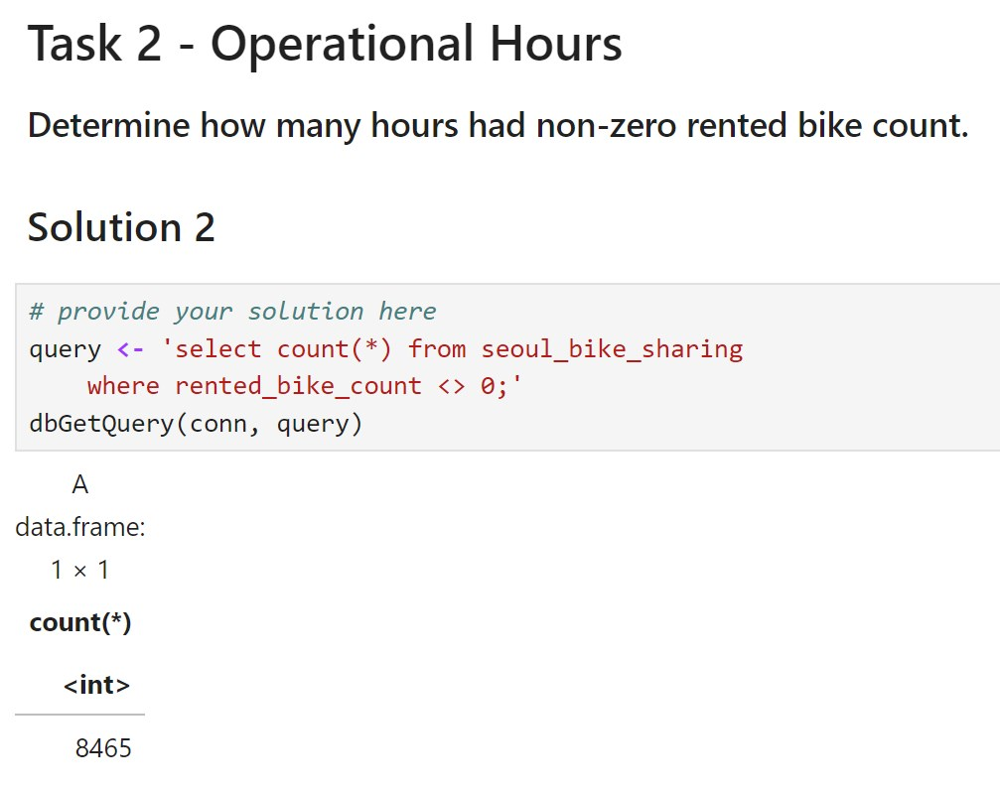 Task 2 - Operational Hours
Determine how many hours had non-zero rented bike count.
Solution 2
# provide your solution here
query <- 'select count(*) from seoul_bike_sharing
    where rented_bike_count <> 0;'
dbGetQuery(conn, query)
A
data.frame:
1 × 1
count(*)
<int>
8465